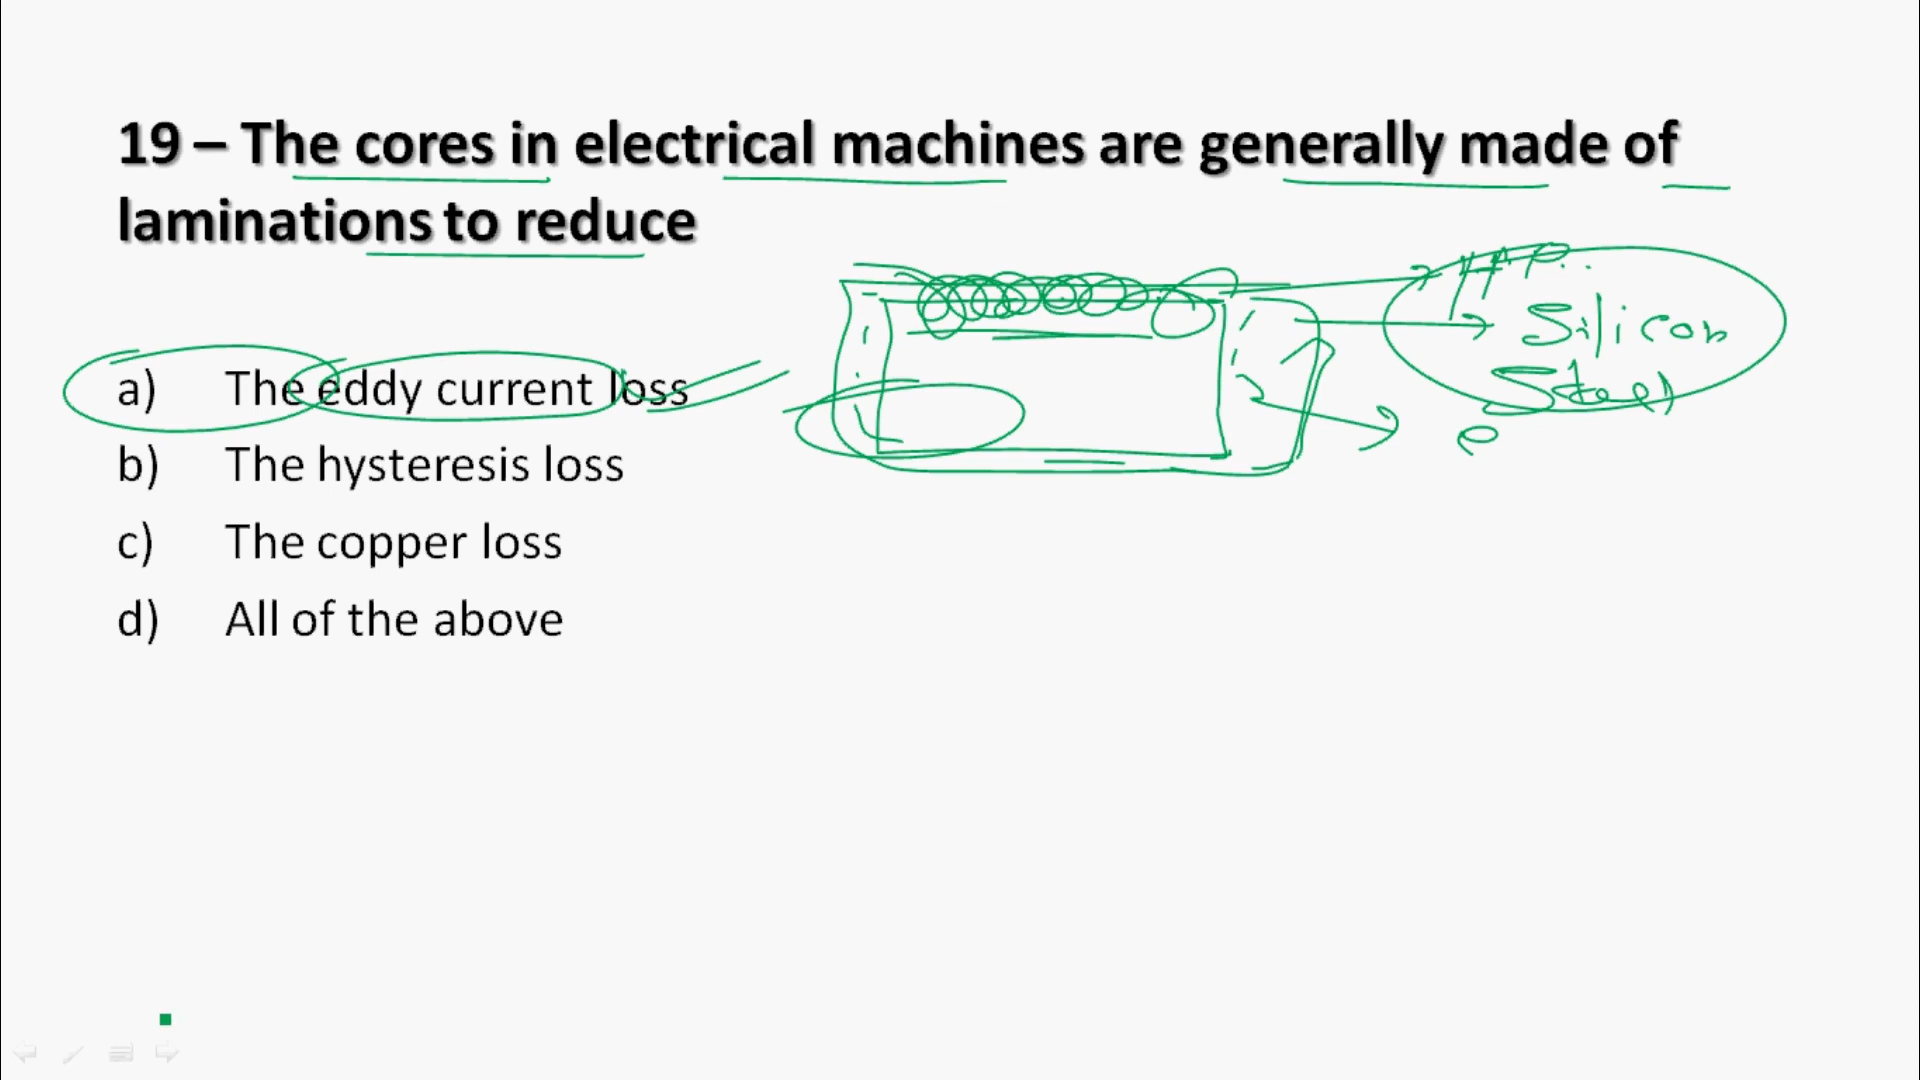 19 – The cores in electrical machines are generally made of
laminations to reduce
Silicon
Steel
a) The eddy current loss
b) The hysteresis loss
c) The copper loss
d) All of the above